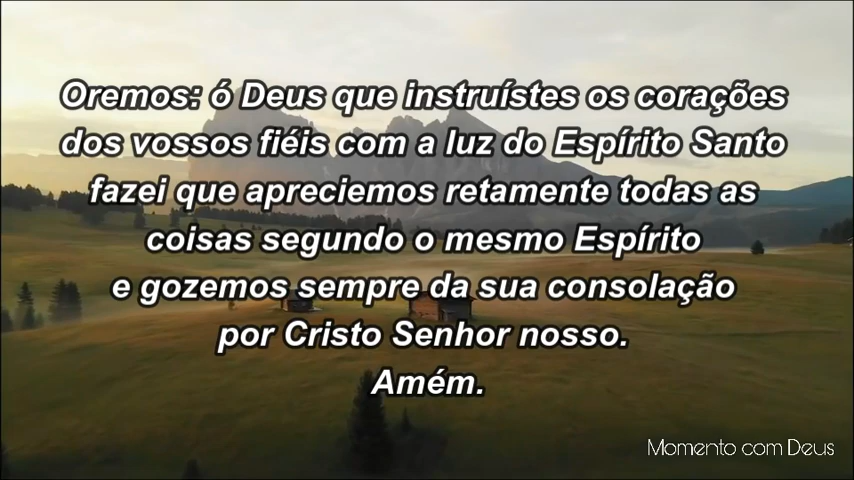 Oremos: ó Deus que instruístes os corações
dos vossos fiéis com a luz do Espírito Santo
fazei que apreciemos retamente todas as
coisas segundo o mesmo Espírito
e gozemos sempre da sua consolação
por Cristo Senhor nosso.
Amém.
Momento com Deus